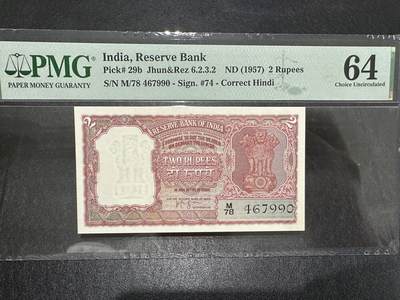 PMG
PAPER MONEY GUARANTY
India, Reserve Bank
Pick# 29b Jhun&Rez 6.2.3.2 ND (1957) 2 Rupees
S/N M/78 467990 - Sign. #74 - Correct Hindi
64
Choice Uncirculated
RESERVE BANK OF INDIA
TWO RUPEES
दो रुपये
M/78 467990